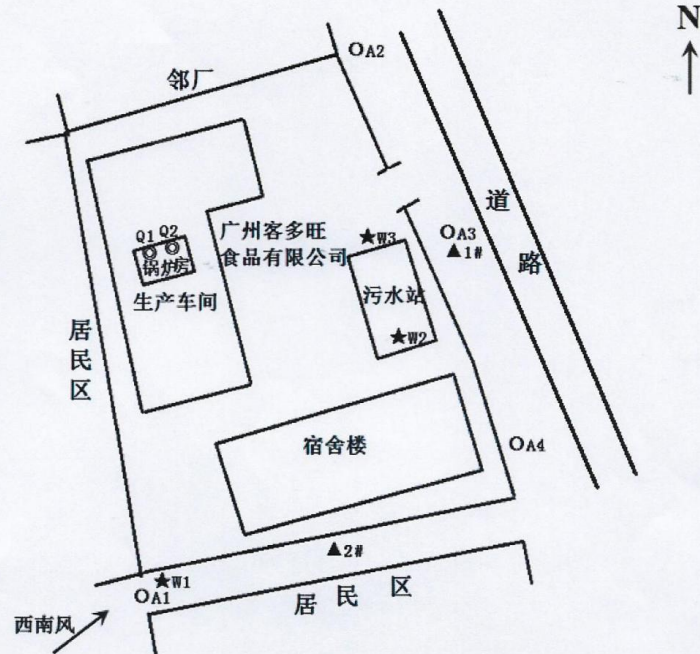 N
OA2
邻厂
道
路
Q1 Q2
锅炉房
生产车间
广州客多旺
食品有限公司
★W3
OA3
▲1#
污水站
★W2
居
民
区
宿舍楼
OA4
▲2#
★W1
OA1
居 民 区
西南风